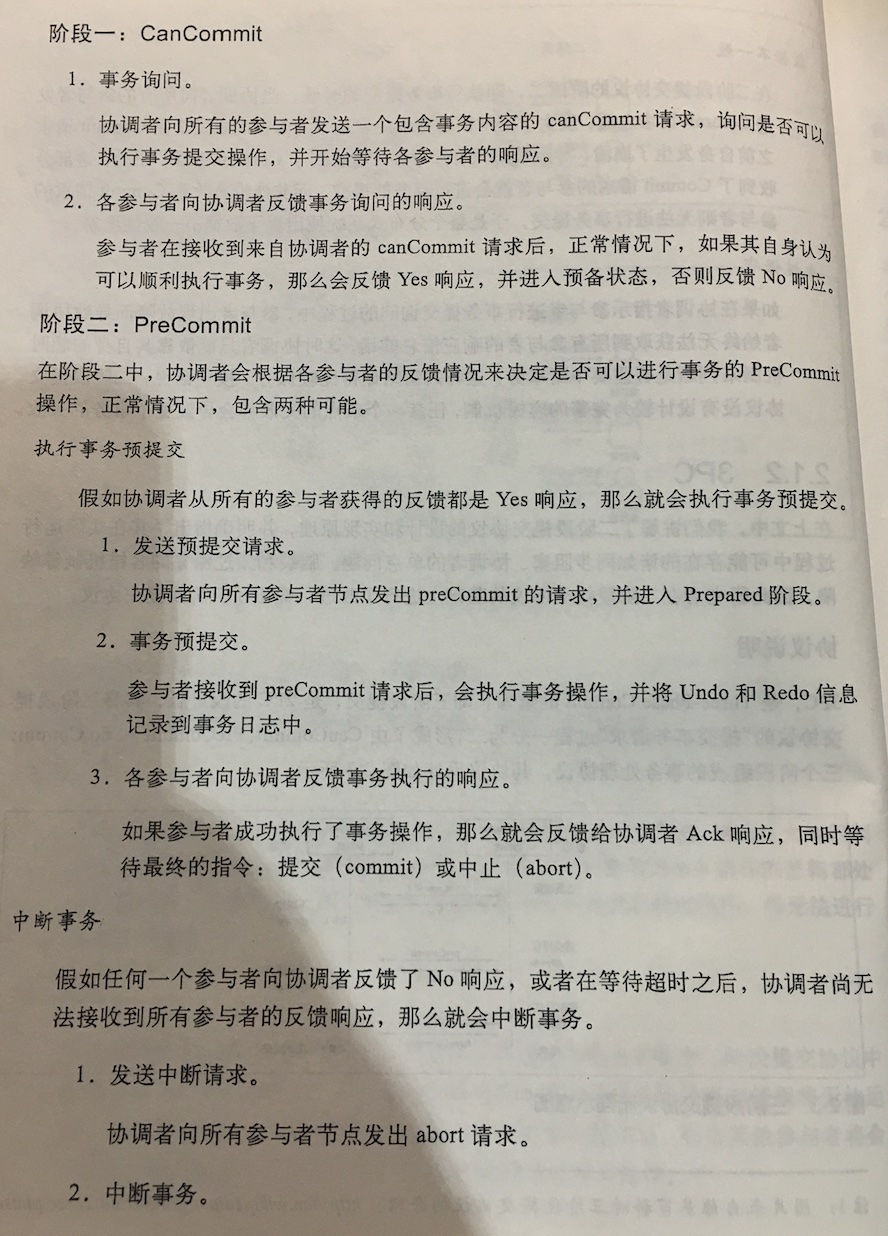 阶段一：CanCommit
1．事务询问。
协调者向所有的参与者发送一个包含事务内容的 canCommit 请求，询问是否可以
执行事务提交操作，并开始等待各参与者的响应。
2．各参与者向协调者反馈事务询问的响应。
参与者在接收到来自协调者的 canCommit 请求后，正常情况下，如果其自身认为
可以顺利执行事务，那么会反馈 Yes 响应，并进入预备状态，否则反馈 No 响应。
阶段二：PreCommit
在阶段二中，协调者会根据各参与者的反馈情况来决定是否可以进行事务的 PreCommit
操作，正常情况下，包含两种可能。
执行事务预提交
假如协调者从所有的参与者获得的反馈都是 Yes 响应，那么就会执行事务预提交。
1．发送预提交请求。
协调者向所有参与者节点发出 preCommit 的请求，并进入 Prepared 阶段。
2．事务预提交。
参与者接收到 preCommit 请求后，会执行事务操作，并将 Undo 和 Redo 信息
记录到事务日志中。
3．各参与者向协调者反馈事务执行的响应。
如果参与者成功执行了事务操作，那么就会反馈给协调者 Ack 响应，同时等
待最终的指令：提交（commit）或中止（abort）。
中断事务
假如任何一个参与者向协调者反馈了 No 响应，或者在等待超时之后，协调者尚无
法接收到所有参与者的反馈响应，那么就会中断事务。
1．发送中断请求。
协调者向所有参与者节点发出 abort 请求。
2．中断事务。